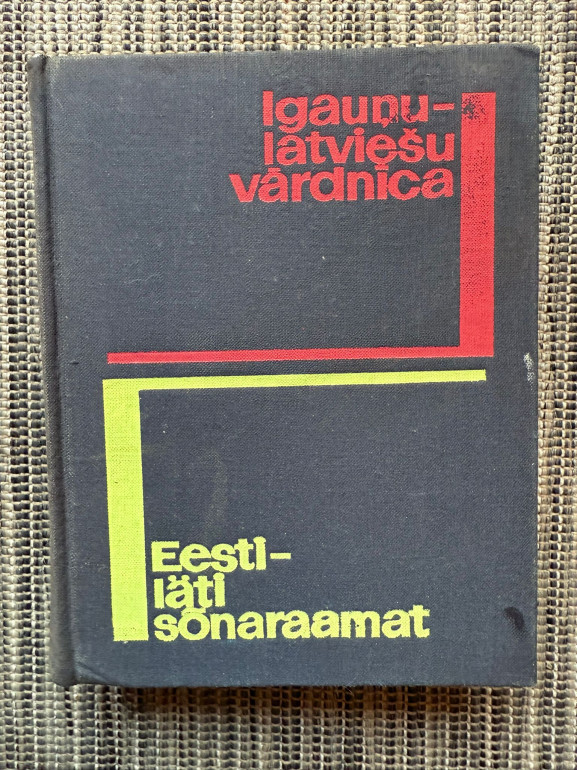 Igauņu-
latviešu
vārdnīca
Eesti-
läti
sõnaraamat